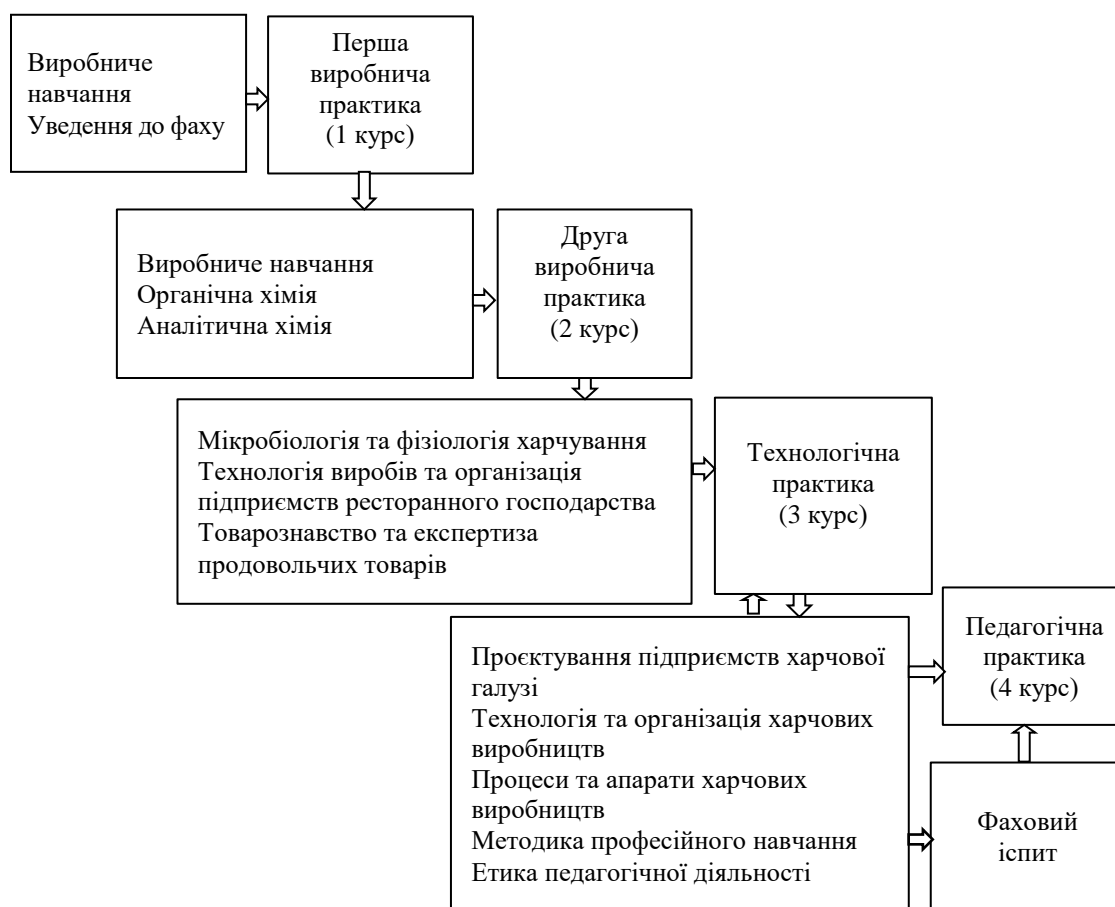 Виробниче
навчання
Уведення до фаху
Перша
виробнича
практика
(1 курс)
Виробниче навчання
Органічна хімія
Аналітична хімія
Друга
виробнича
практика
(2 курс)
Мікробіологія та фізіологія харчування
Технологія виробів та організація
підприємств ресторанного господарства
Товарознавство та експертиза
продовольчих товарів
Технологічна
практика
(3 курс)
Проєктування підприємств харчової
галузі
Технологія та організація харчових
виробництв
Процеси та апарати харчових
виробництв
Методика професійного навчання
Етика педагогічної діяльності
Педагогічна
практика
(4 курс)
Фаховий
іспит